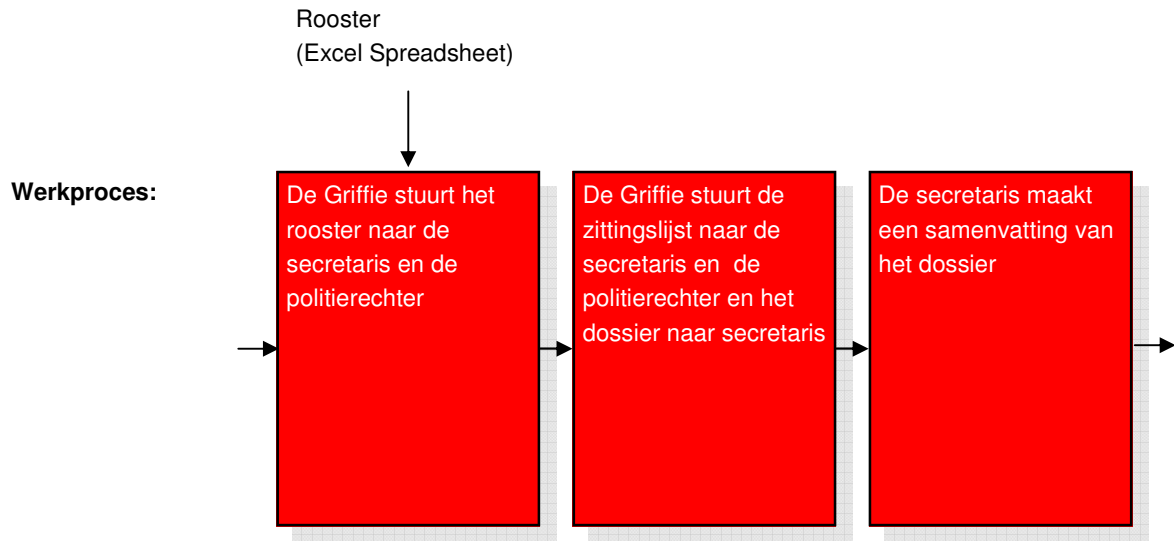 Rooster
(Excel Spreadsheet)
Werkproces:
De Griffie stuurt het
rooster naar de
secretaris en de
politierechter
De Griffie stuurt de
zittingslijst naar de
secretaris en  de
politierechter en het
dossier naar secretaris
De secretaris maakt
een samenvatting van
het dossier